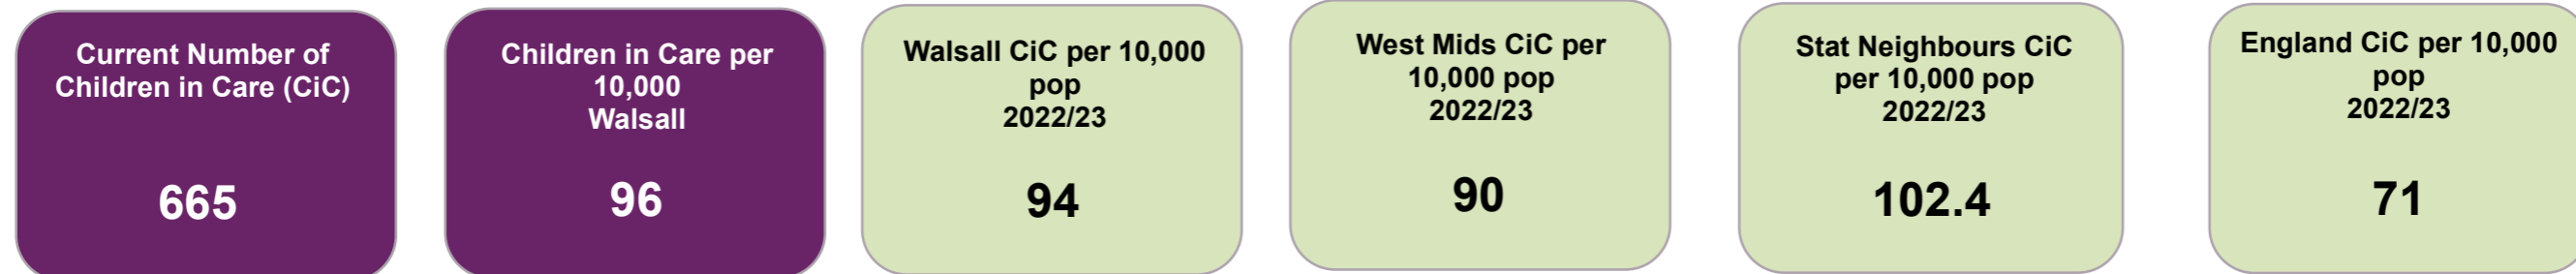 Current Number of
Children in Care (CiC)
665
Children in Care per
10,000
Walsall
96
Walsall CiC per 10,000
pop
2022/23
94
West Mids CiC per
10,000 pop
2022/23
90
Stat Neighbours CiC
per 10,000 pop
2022/23
102.4
England CiC per 10,000
pop
2022/23
71